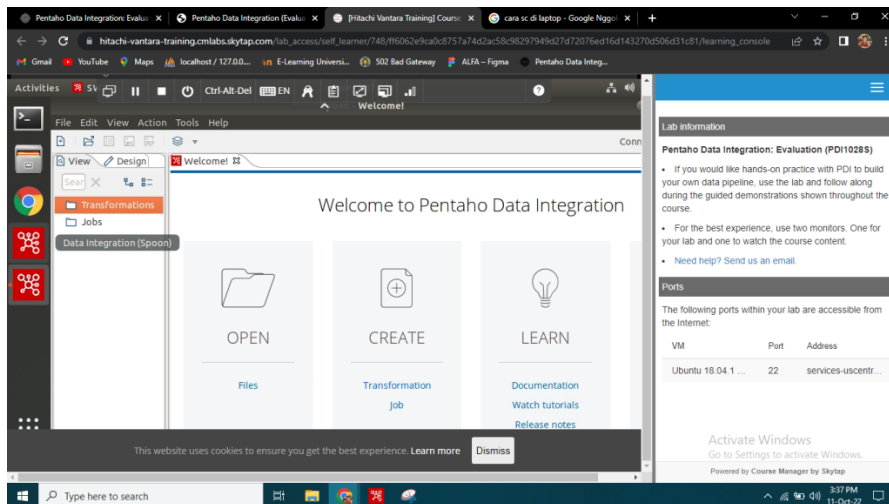 Pentaho Data Integration: Evalua
Pentaho Data Integration (Evalua
[Hitachi Vantara Training] Course
cara sc di laptop - Google Nggol
hitachi-vantara-training.cmlabs.skytap.com/lab_access/self_learner/748/ff6062e9ca0c8757a74d2ac58c98297949d27d72076ed16d143270d506d31c81/learning_console
Gmail
YouTube
Maps
localhost / 127.0.0....
E-Learning Universi...
502 Bad Gateway
ALFA – Figma
Pentaho Data Integ...
Activities
Ctrl-Alt-Del
EN
Welcome!
File Edit View Action Tools Help
Conn
View
Design
Welcome!
Sear
Transformations
Jobs
Data Integration (Spoon)
Welcome to Pentaho Data Integration
OPEN
Files
CREATE
Transformation
Job
LEARN
Documentation
Watch tutorials
Release notes
This website uses cookies to ensure you get the best experience. Learn more
Dismiss
Lab information
Pentaho Data Integration: Evaluation (PDI1028S)
• If you would like hands-on practice with PDI to build
your own data pipeline, use the lab and follow along
during the guided demonstrations shown throughout the
course.
• For the best experience, use two monitors. One for
your lab and one to watch the course content.
• Need help? Send us an email.
Ports
The following ports within your lab are accessible from
the Internet:
VM Port Address
Ubuntu 18.04.1 ... 22 services-uscentr...
Activate Windows
Go to Settings to activate Windows.
Powered by Course Manager by Skytap
Type here to search
3:37 PM
11-Oct-22